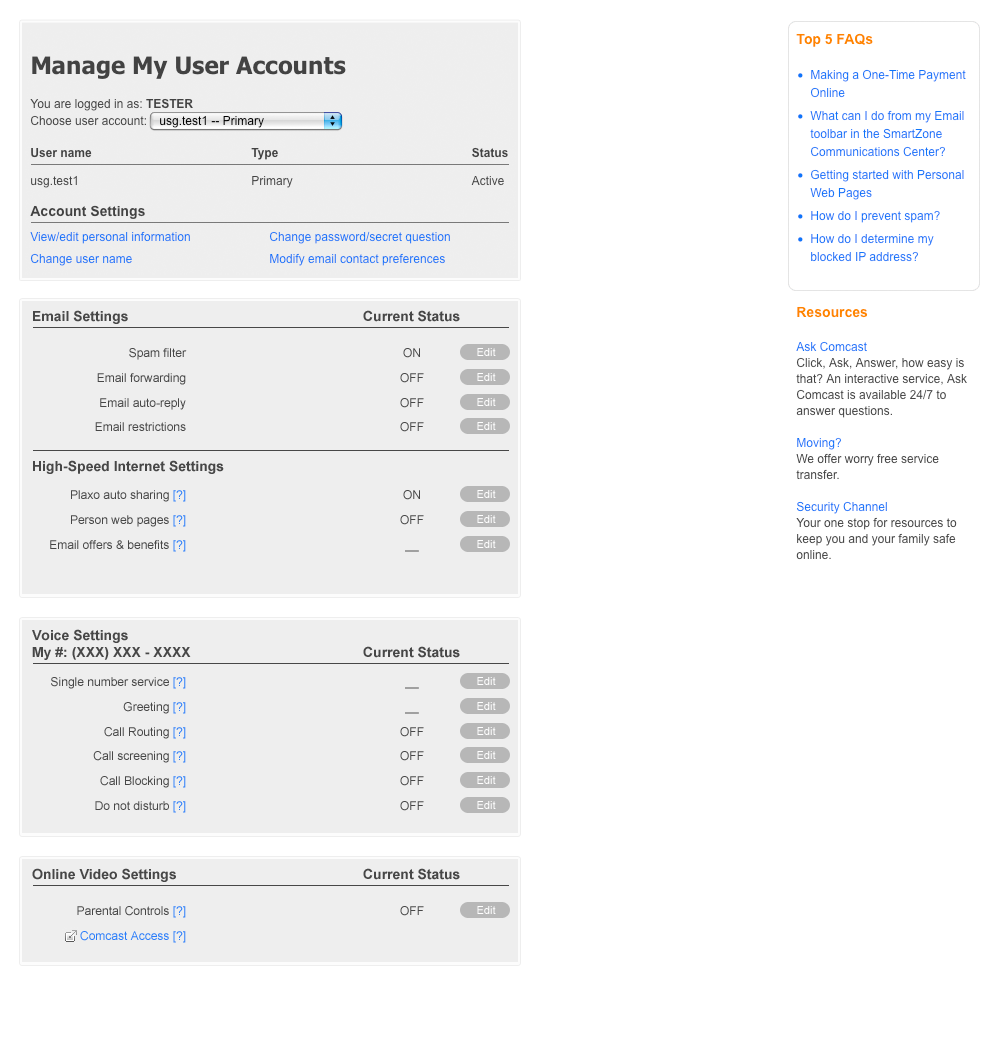 Manage My User Accounts
You are logged in as: TESTER
Choose user account: usg.test1 -- Primary
User name Type Status
usg.test1 Primary Active
Account Settings
View/edit personal information Change password/secret question
Change user name Modify email contact preferences
Email Settings Current Status
Spam filter ON Edit
Email forwarding OFF Edit
Email auto-reply OFF Edit
Email restrictions OFF Edit
High-Speed Internet Settings
Plaxo auto sharing [?] ON Edit
Person web pages [?] OFF Edit
Email offers & benefits [?] __ Edit
Voice Settings
My #: (XXX) XXX - XXXX Current Status
Single number service [?] __ Edit
Greeting [?] __ Edit
Call Routing [?] OFF Edit
Call screening [?] OFF Edit
Call Blocking [?] OFF Edit
Do not disturb [?] OFF Edit
Online Video Settings Current Status
Parental Controls [?] OFF Edit
Comcast Access [?]
Top 5 FAQs
• Making a One-Time Payment
Online
• What can I do from my Email
toolbar in the SmartZone
Communications Center?
• Getting started with Personal
Web Pages
• How do I prevent spam?
• How do I determine my
blocked IP address?
Resources
Ask Comcast
Click, Ask, Answer, how easy is
that? An interactive service, Ask
Comcast is available 24/7 to
answer questions.
Moving?
We offer worry free service
transfer.
Security Channel
Your one stop for resources to
keep you and your family safe
online.